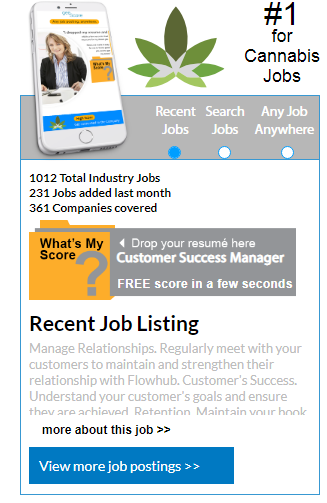 #1
for
Cannabis
Jobs
Recent Jobs
Search Jobs
Any Job Anywhere
1012 Total Industry Jobs
231 Jobs added last month
361 Companies covered
What's My
Score
?
Drop your resumé here
Customer Success Manager
FREE score in a few seconds
Recent Job Listing
Manage Relationships. Regularly meet with your
customers to maintain and strengthen their
relationship with Flowhub. Customer's Success.
Understand your customer's goals and ensure
they are achieved. Retention. Maintain your book
more about this job >>
View more job postings >>